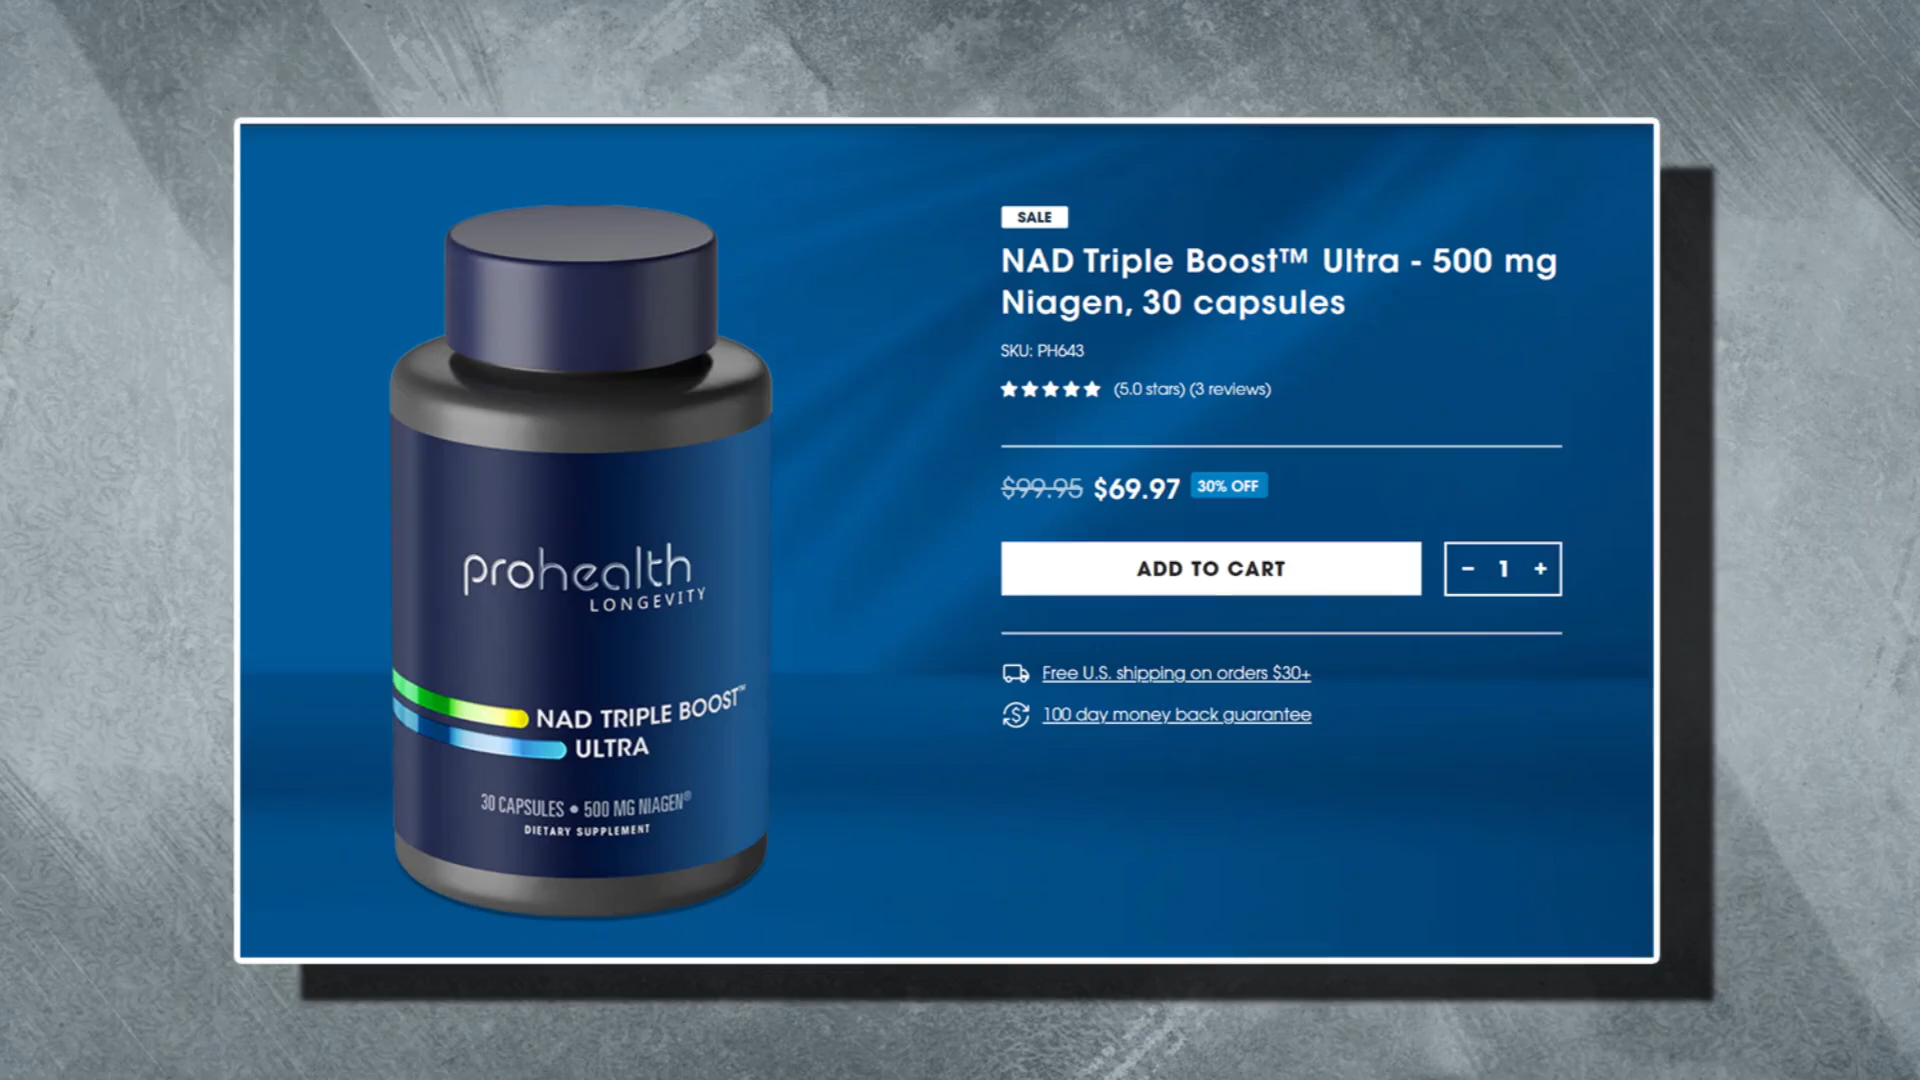 prohealth
LONGEVITY
NAD TRIPLE BOOST™
ULTRA
30 CAPSULES • 500 MG NIAGEN®
DIETARY SUPPLEMENT
SALE
NAD Triple Boost™ Ultra - 500 mg
Niagen, 30 capsules
SKU: PH643
(5.0 stars) (3 reviews)
$99.95 $69.97 30% OFF
ADD TO CART − 1 +
Free U.S. shipping on orders $30+
100 day money back guarantee